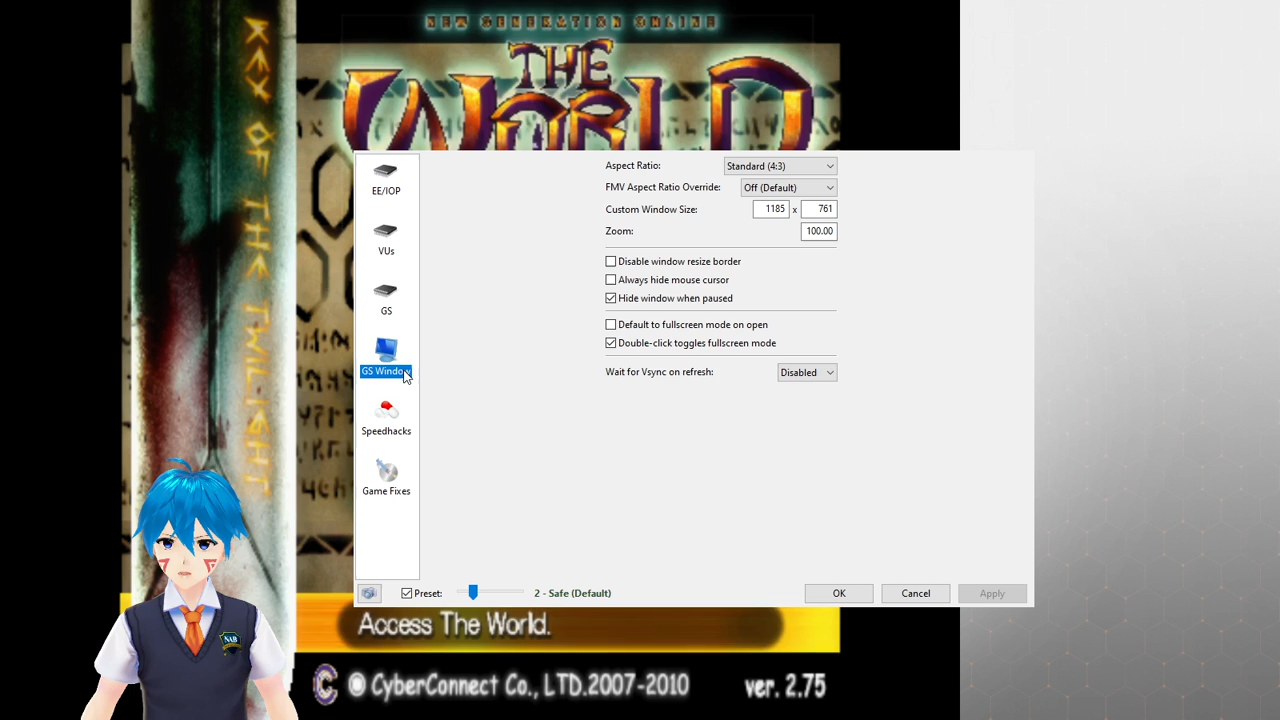 NEW GENERATION ONLINE
THE
WORLD
KEY OF THE TWILIGHT
EE/IOP
VUs
GS
GS Window
Speedhacks
Game Fixes
Aspect Ratio: Standard (4:3)
FMV Aspect Ratio Override: Off (Default)
Custom Window Size: 1185 x 761
Zoom: 100.00
Disable window resize border
Always hide mouse cursor
Hide window when paused
Default to fullscreen mode on open
Double-click toggles fullscreen mode
Wait for Vsync on refresh: Disabled
Preset: 2 - Safe (Default)
OK Cancel Apply
Access The World.
C © CyberConnect Co., LTD.2007-2010 ver. 2.75
NAB